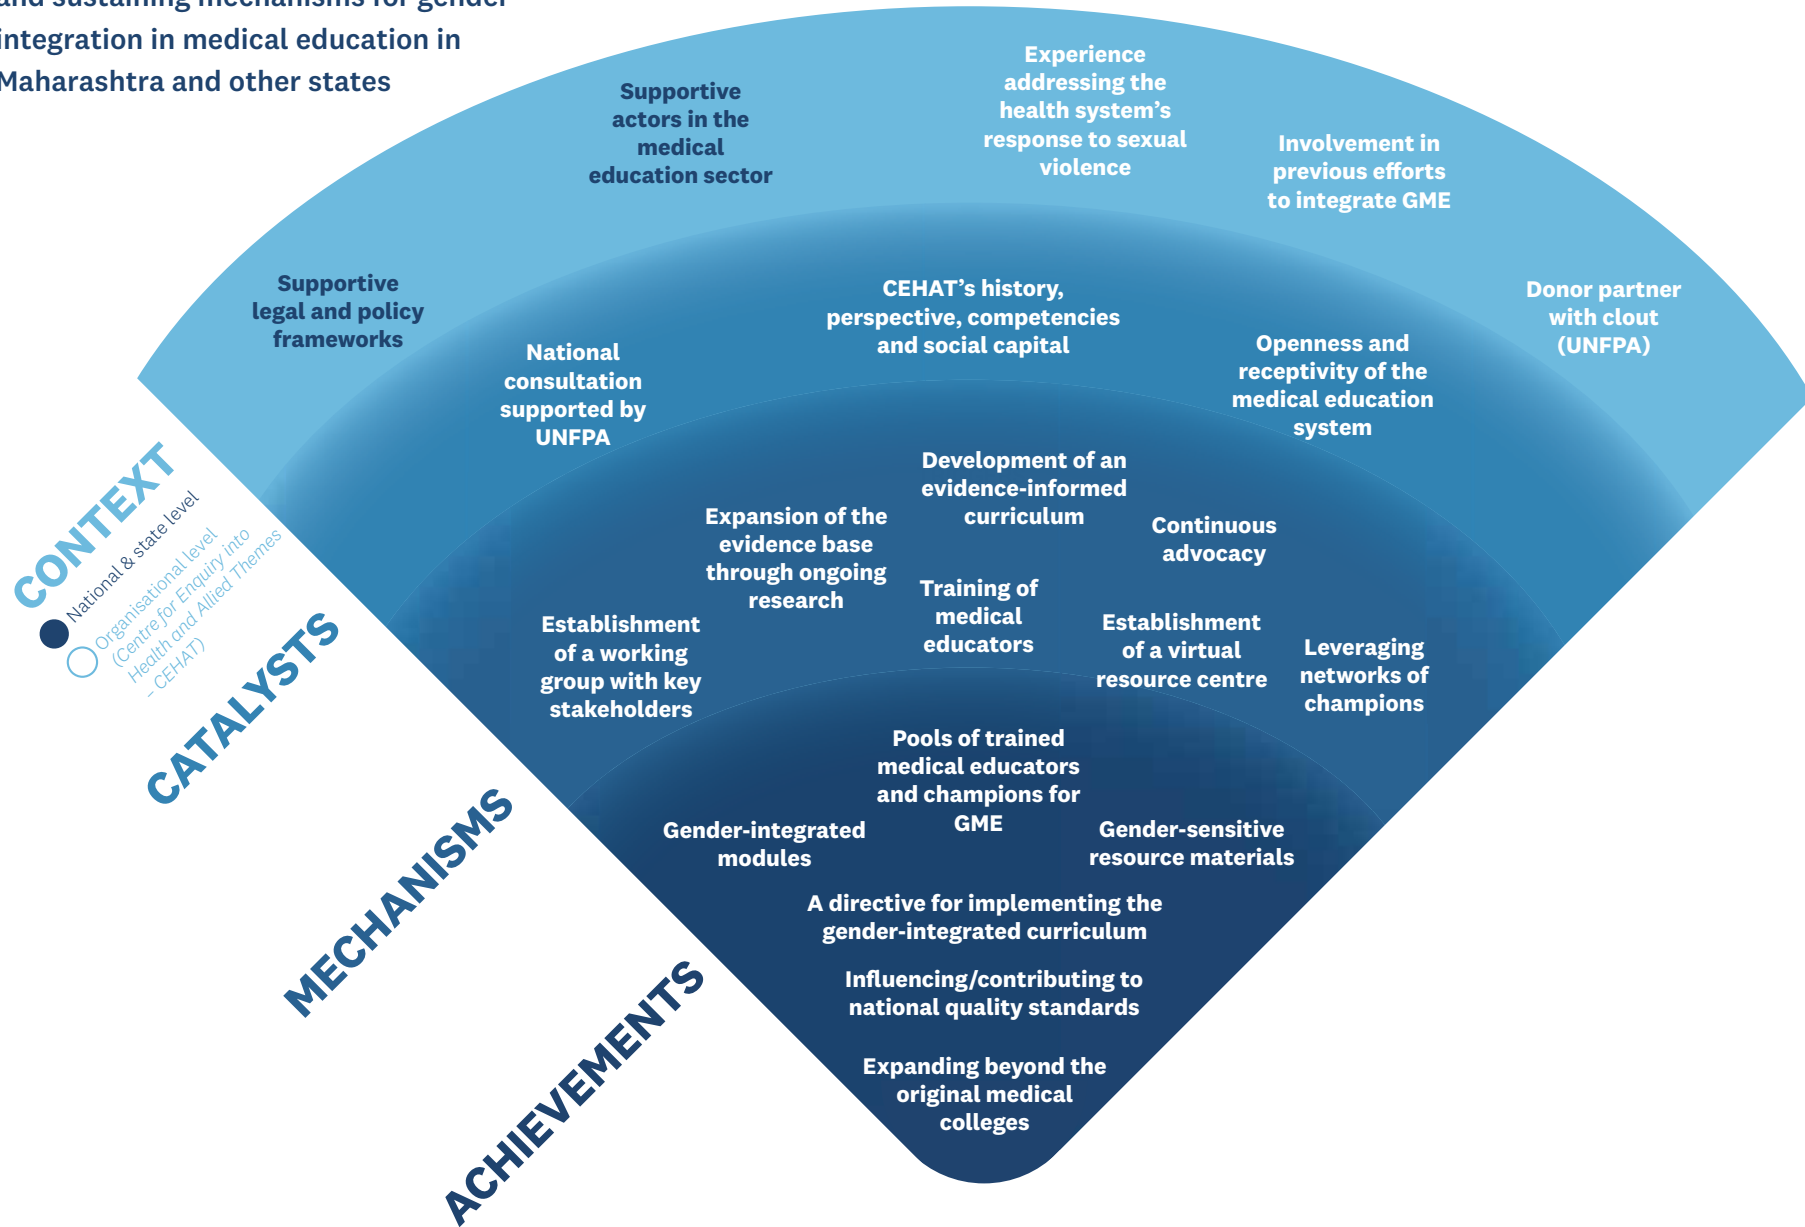 and sustaining mechanisms for gender
integration in medical education in
Maharashtra and other states
Supportive
actors in the
medical
education sector
Experience
addressing the
health system's
response to sexual
violence
Involvement in
previous efforts
to integrate GME
Supportive
legal and policy
frameworks
Donor partner
with clout
(UNFPA)
National
consultation
supported by
UNFPA
CEHAT's history,
perspective, competencies
and social capital
Openness and
receptivity of the
medical education
system
Development of an
evidence-informed
curriculum
Expansion of the
evidence base
through ongoing
research
Continuous
advocacy
Training of
medical
educators
Establishment
of a working
group with key
stakeholders
Establishment
of a virtual
resource centre
Leveraging
networks of
champions
Pools of trained
medical educators
and champions for
GME
Gender-integrated
modules
Gender-sensitive
resource materials
A directive for implementing the
gender-integrated curriculum
Influencing/contributing to
national quality standards
Expanding beyond the
original medical
colleges
CONTEXT
National & state level
Organisational level
(Centre for Enquiry into
Health and Allied Themes
– CEHAT)
CATALYSTS
MECHANISMS
ACHIEVEMENTS